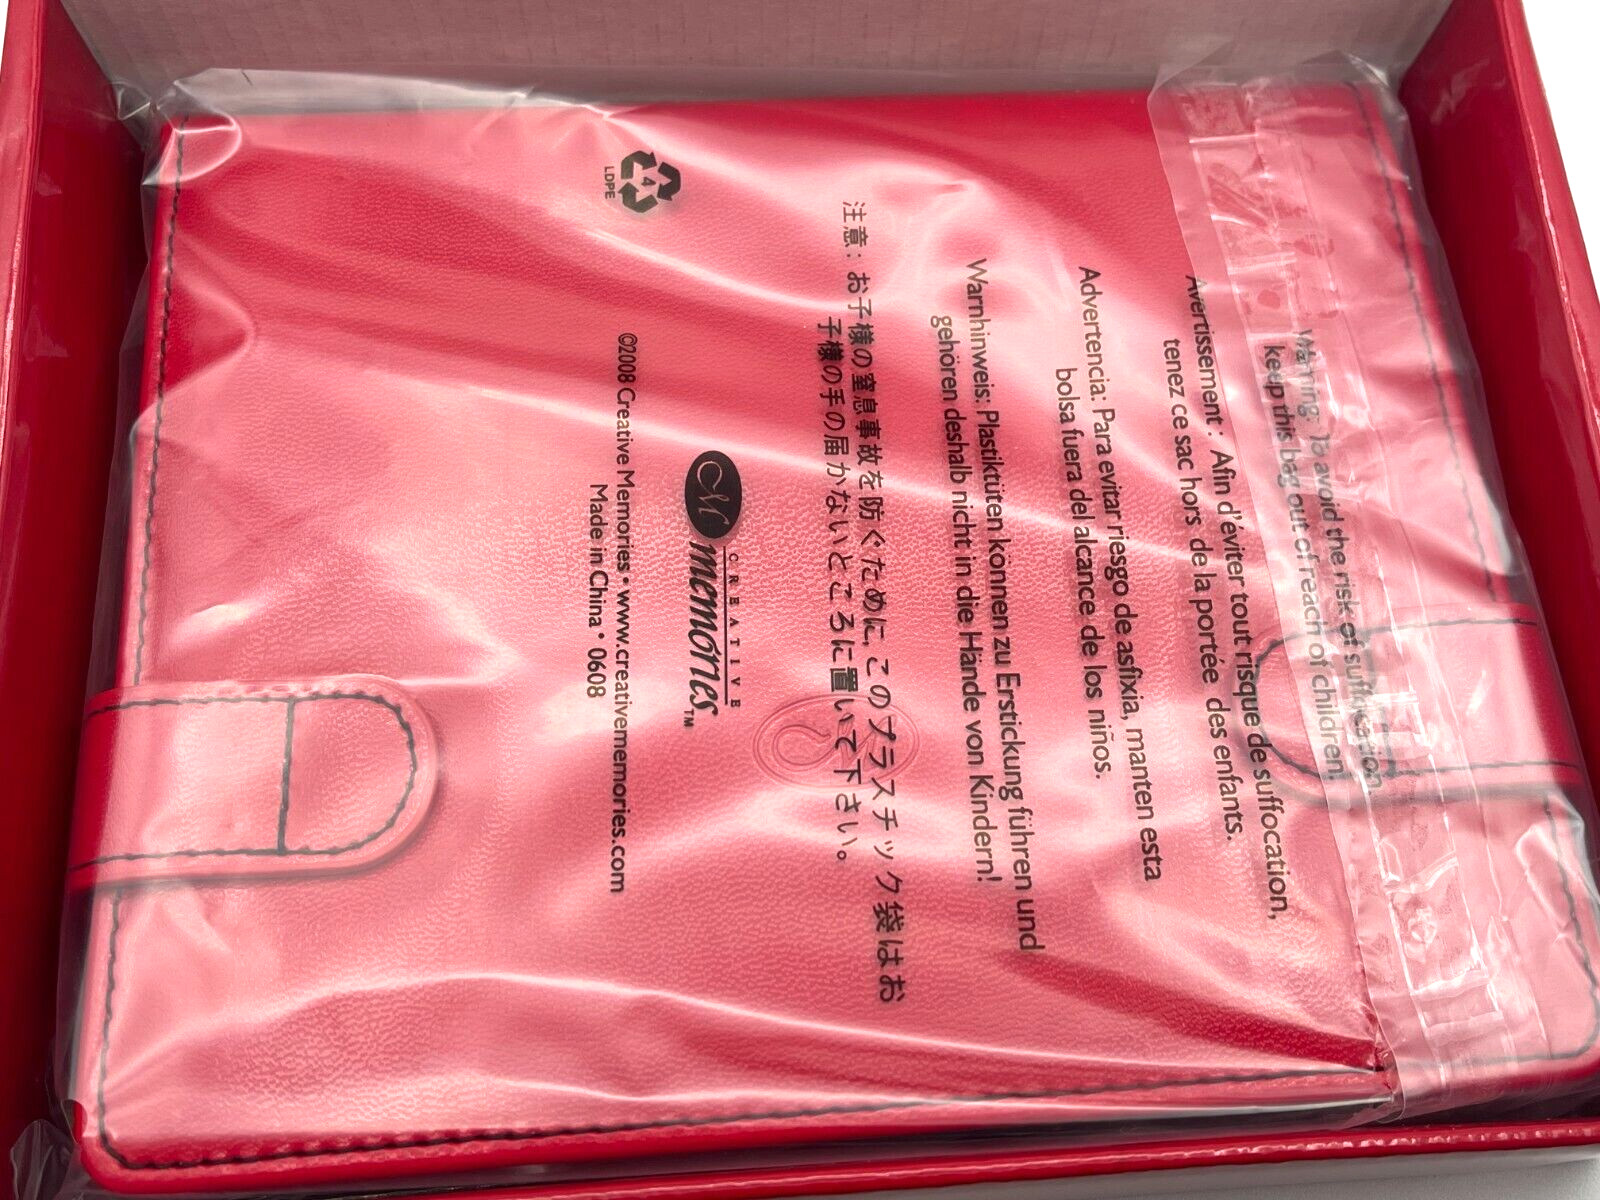 Warning: To avoid the risk of suffocation,
keep this bag out of reach of children.
Avertissement : Afin d'éviter tout risque de suffocation,
tenez ce sac hors de la portée des enfants.
Advertencia: Para evitar riesgo de asfixia, manten esta
bolsa fuera del alcance de los niños.
Warnhinweis: Plastiktüten können zu Erstickung führen und
gehören deshalb nicht in die Hände von Kindern!
注意：お子様の窒息事故を防ぐために、このプラスチック袋はお
子様の手の届かないところに置いて下さい。
CREATIVE
memories™
©2008 Creative Memories • www.creativememories.com
Made in China • 0608
4
LDPE